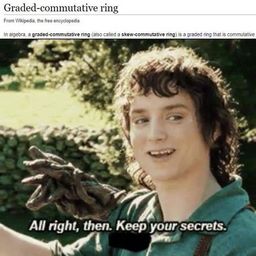 Graded-commutative ring
From Wikipedia, the free encyclopedia
In algebra, a graded-commutative ring (also called a skew-commutative ring) is a graded ring that is commutative
All right, then. Keep your secrets.